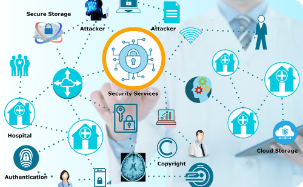 Secure Storage
Attacker
Attacker
Security Services
Hospital
Copyright
Cloud Storage
Authentication